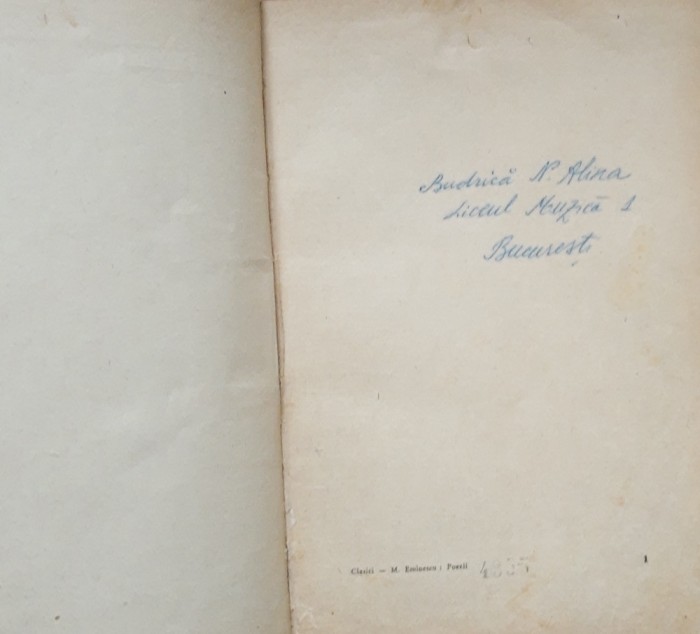 Budrică N. Alina
Liceul Muzică 1
București
Clasici — M. Eminescu: Poezii
1